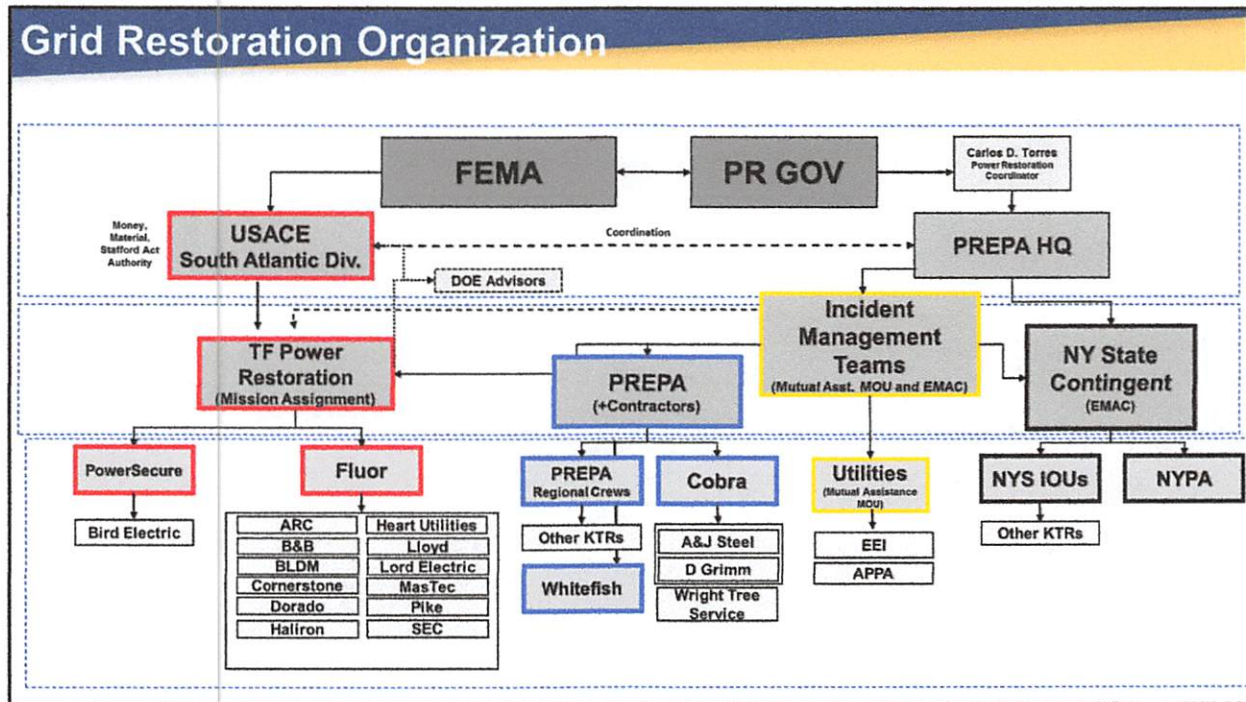 Grid Restoration Organization
FEMA
PR GOV
Carlos D. Torres
Power Restoration
Coordinator
Money,
Material,
Stafford Act
Authority
USACE
South Atlantic Div.
Coordination
PREPA HQ
DOE Advisors
TF Power
Restoration
(Mission Assignment)
PREPA
(+Contractors)
Incident
Management
Teams
(Mutual Asst. MOU and EMAC)
NY State
Contingent
(EMAC)
PowerSecure
Bird Electric
Fluor
ARC
Heart Utilities
B&B
Lloyd
BLDM
Lord Electric
Cornerstone
MasTec
Dorado
Pike
Haliron
SEC
PREPA
Regional Crews
Other KTRs
Whitefish
Cobra
A&J Steel
D Grimm
Wright Tree
Service
Utilities
(Mutual Assistance
MOU)
EEI
APPA
NYS IOUs
Other KTRs
NYPA